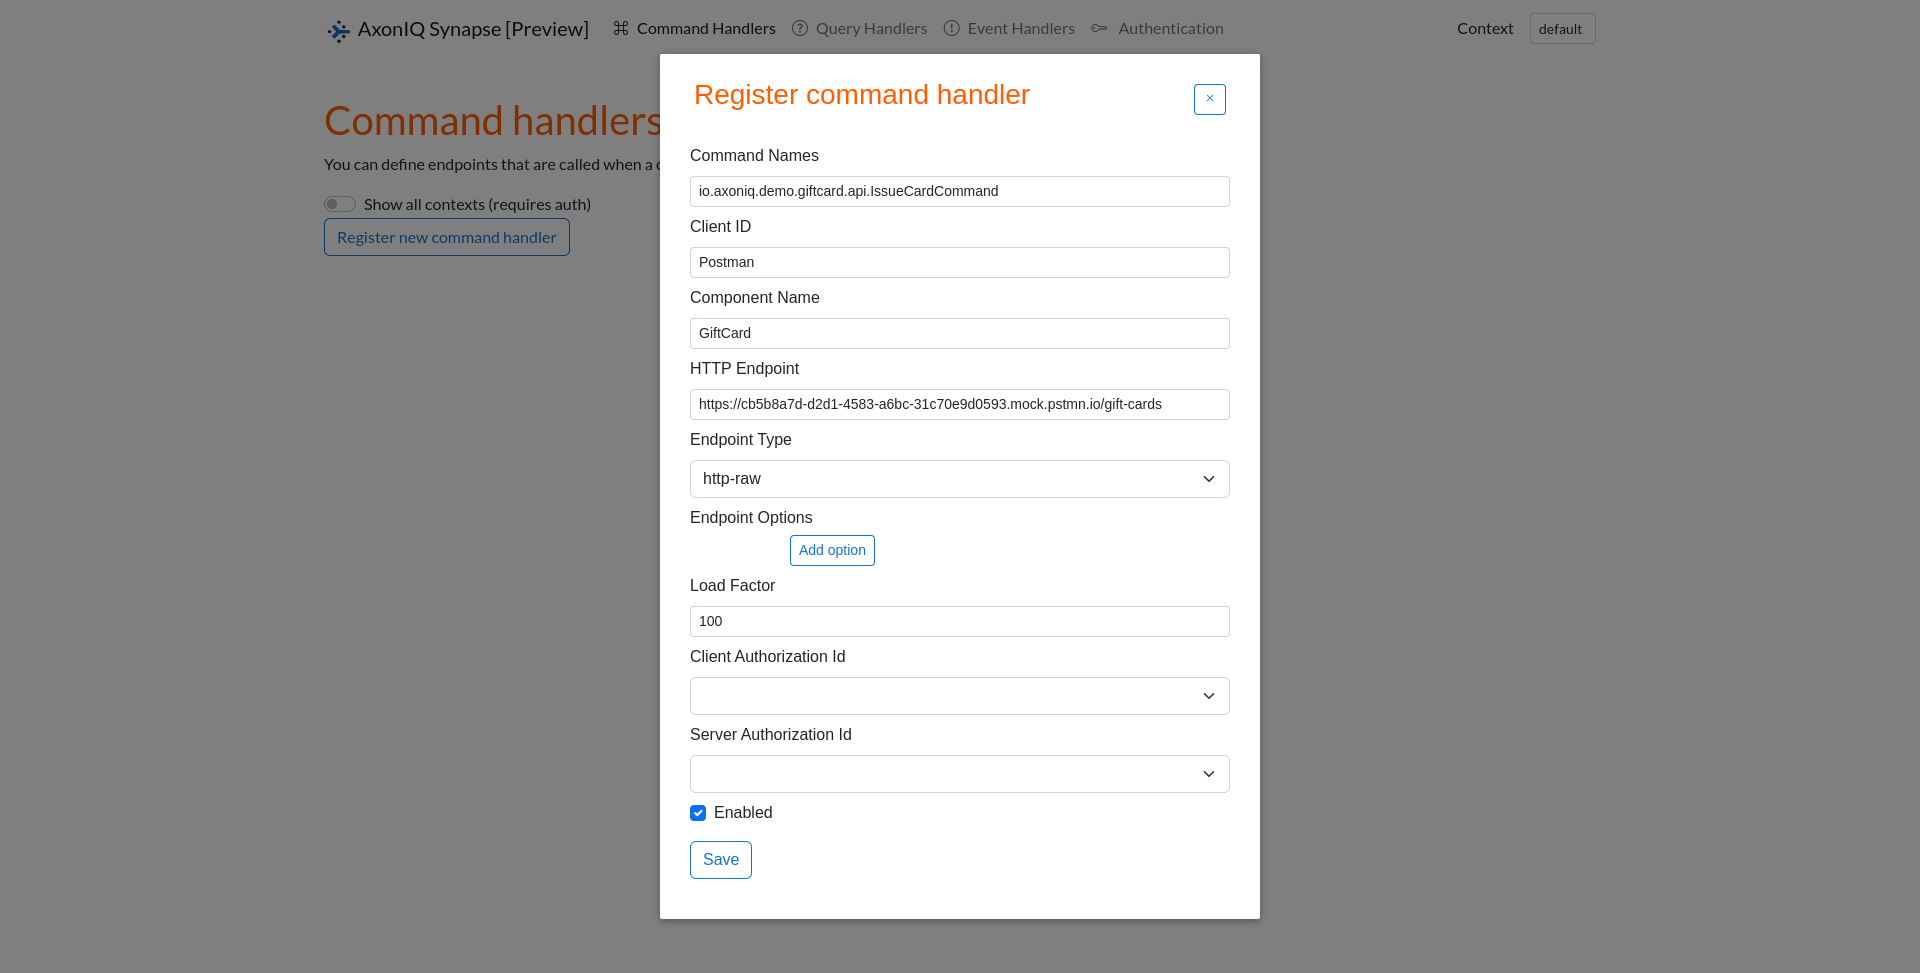 AxonIQ Synapse [Preview] Command Handlers Query Handlers Event Handlers Authentication Context default
Command handlers
You can define endpoints that are called when a c
Show all contexts (requires auth)
Register new command handler
Register command handler ×
Command Names
io.axoniq.demo.giftcard.api.IssueCardCommand
Client ID
Postman
Component Name
GiftCard
HTTP Endpoint
https://cb5b8a7d-d2d1-4583-a6bc-31c70e9d0593.mock.pstmn.io/gift-cards
Endpoint Type
http-raw
Endpoint Options
Add option
Load Factor
100
Client Authorization Id
Server Authorization Id
Enabled
Save